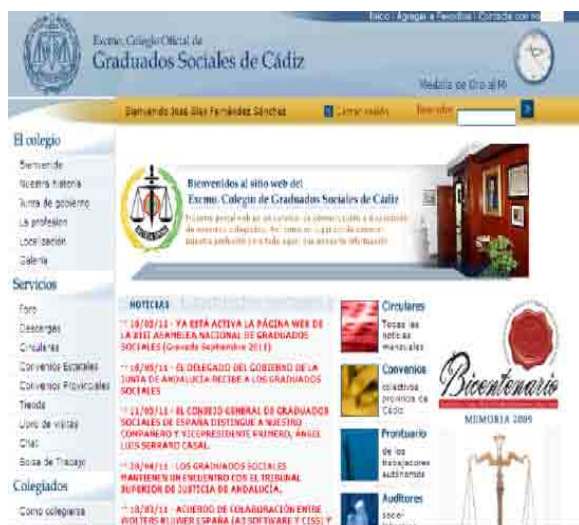 Inicio | Agregar a Favoritos | Contacte con no
Excmo. Colegio Oficial de
Graduados Sociales de Cádiz
Medalla de Oro al Mé
Bienvenido José Blas Fernández Sánchez
Cerrar sesión
Buscador
El colegio
Bienvenida
Nuestra historia
Junta de gobierno
La profesión
Localización
Galería
Servicios
Foro
Descargas
Circulares
Convenios Estatales
Convenios Provinciales
Tienda
Libro de visitas
Chat
Bolsa de Trabajo
Colegiados
Como colegiarse
Bienvenidos al sitio web del
Excmo. Colegio de Graduados Sociales de Cádiz
NOTICIAS
YA ESTÁ ACTIVA LA PÁGINA WEB DE
LA XIII ASAMBLEA NACIONAL DE GRADUADOS
SOCIALES (Granada Septiembre 2011)
EL DELEGADO DEL GOBIERNO DE LA
JUNTA DE ANDALUCÍA RECIBE A LOS GRADUADOS
SOCIALES
EL CONSEJO GENERAL DE GRADUADOS
SOCIALES DE ESPAÑA DISTINGUE A NUESTRO
COMPAÑERO Y VICEPRESIDENTE PRIMERO, ÁNGEL
LUIS SERRANO CASAL.
LOS GRADUADOS SOCIALES
MANTIENEN UN ENCUENTRO CON EL TRIBUNAL
SUPERIOR DE JUSTICIA DE ANDALUCÍA.
ACUERDO DE COLABORACIÓN ENTRE
WOLTERS KLUWER ESPAÑA (A3 SOFTWARE Y CISS) Y
Circulares
Todas las
noticias
mensuales
Convenios
colectivos
provincia de
Cádiz
Prontuario
de los
trabajadores
autónomos
Auditores
socio-
Bicentenario
MEMORIA 2009